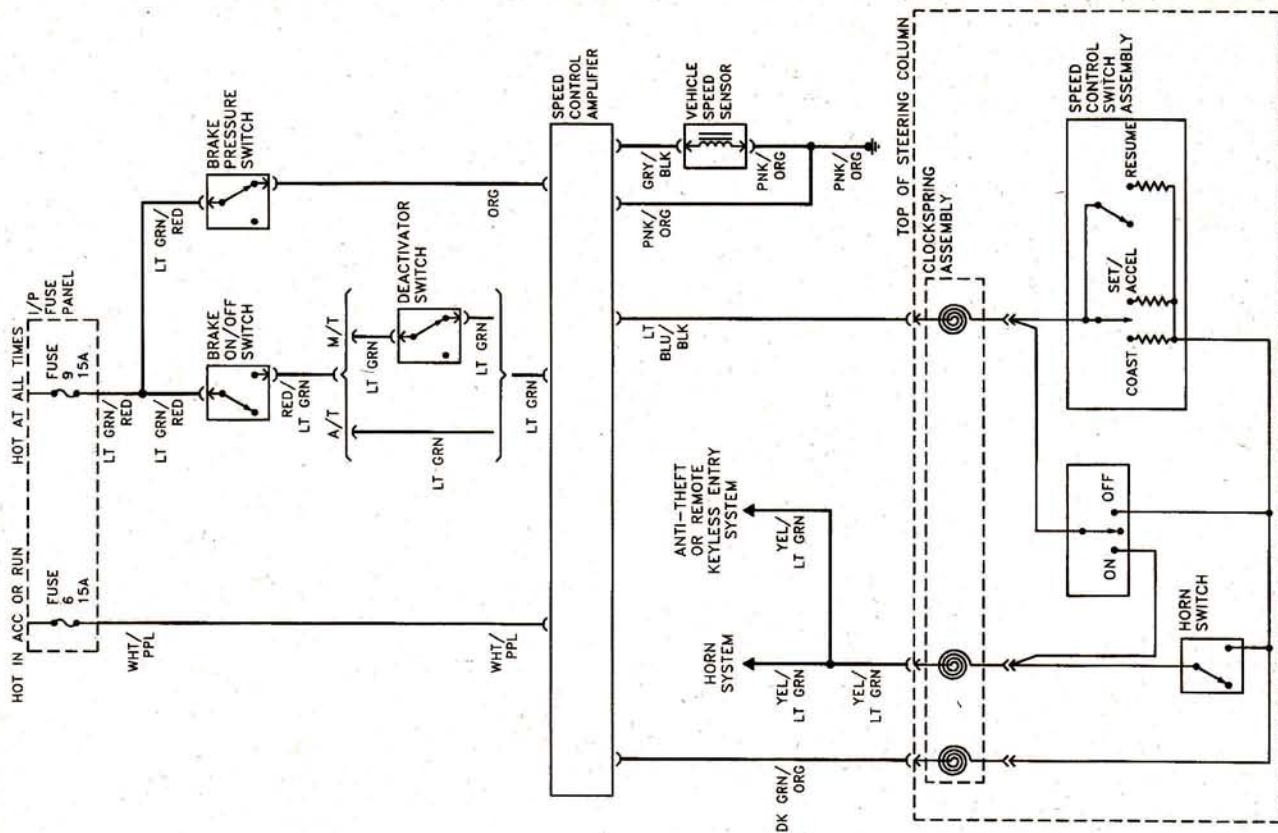 HOT IN ACC OR RUN
HOT AT ALL TIMES
I/P
FUSE
PANEL
FUSE
6
15A
FUSE
9
15A
WHT/
PPL
LT GRN/
RED
LT GRN/
RED
LT GRN/
RED
BRAKE
ON/OFF
SWITCH
BRAKE
PRESSURE
SWITCH
RED/
LT GRN
A/T
M/T
LT GRN
DEACTIVATOR
SWITCH
LT GRN
LT GRN
LT GRN
ORG
WHT/
PPL
SPEED
CONTROL
AMPLIFIER
GRY/
BLK
VEHICLE
SPEED
SENSOR
PNK/
ORG
PNK/
ORG
PNK/
ORG
LT
BLU/
BLK
ANTI-THEFT
OR REMOTE
KEYLESS ENTRY
SYSTEM
YEL/
LT GRN
HORN
SYSTEM
YEL/
LT GRN
YEL/
LT GRN
DK GRN/
ORG
TOP OF STEERING COLUMN
CLOCKSPRING
ASSEMBLY
SPEED
CONTROL
SWITCH
ASSEMBLY
COAST
SET/
ACCEL
RESUME
ON
OFF
HORN
SWITCH